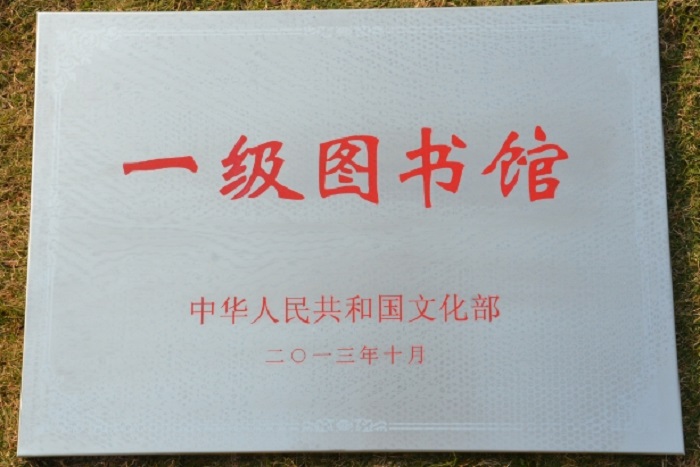 一级图书馆
中华人民共和国文化部
二〇一三年十月